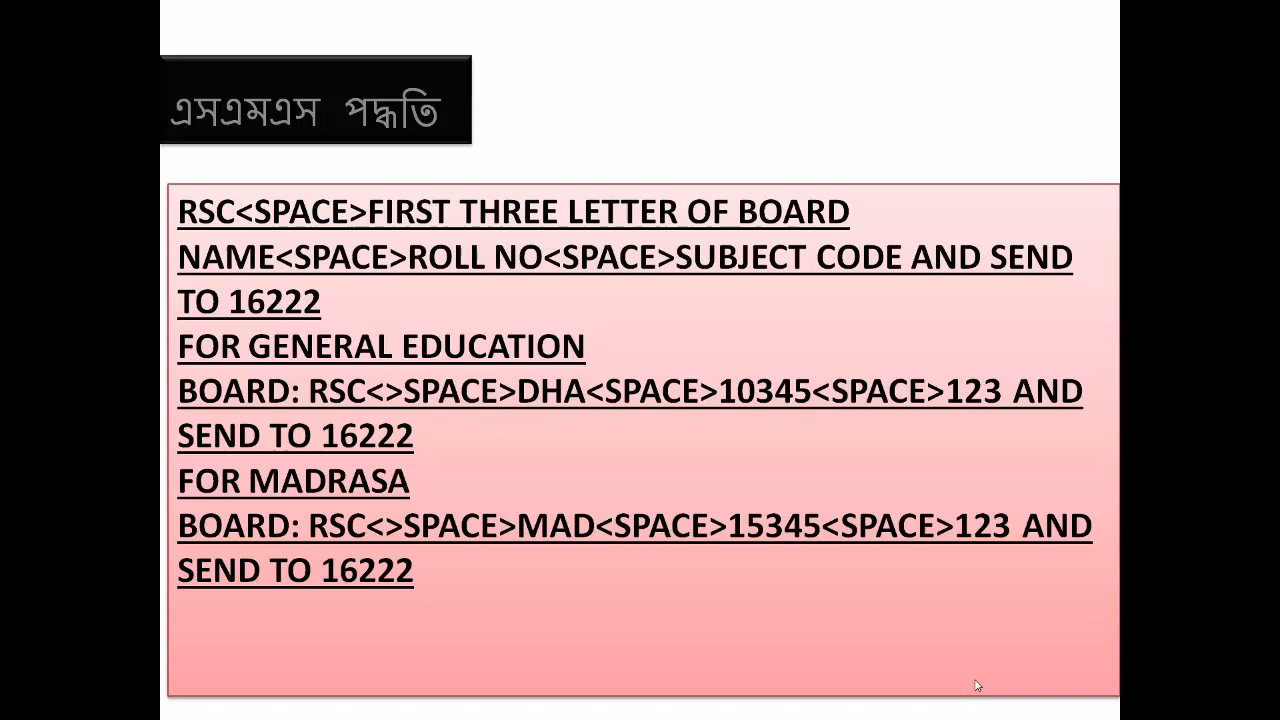 এসএমএস পদ্ধতি
RSC<SPACE>FIRST THREE LETTER OF BOARD
NAME<SPACE>ROLL NO<SPACE>SUBJECT CODE AND SEND
TO 16222
FOR GENERAL EDUCATION
BOARD: RSC<>SPACE>DHA<SPACE>10345<SPACE>123 AND
SEND TO 16222
FOR MADRASA
BOARD: RSC<>SPACE>MAD<SPACE>15345<SPACE>123 AND
SEND TO 16222